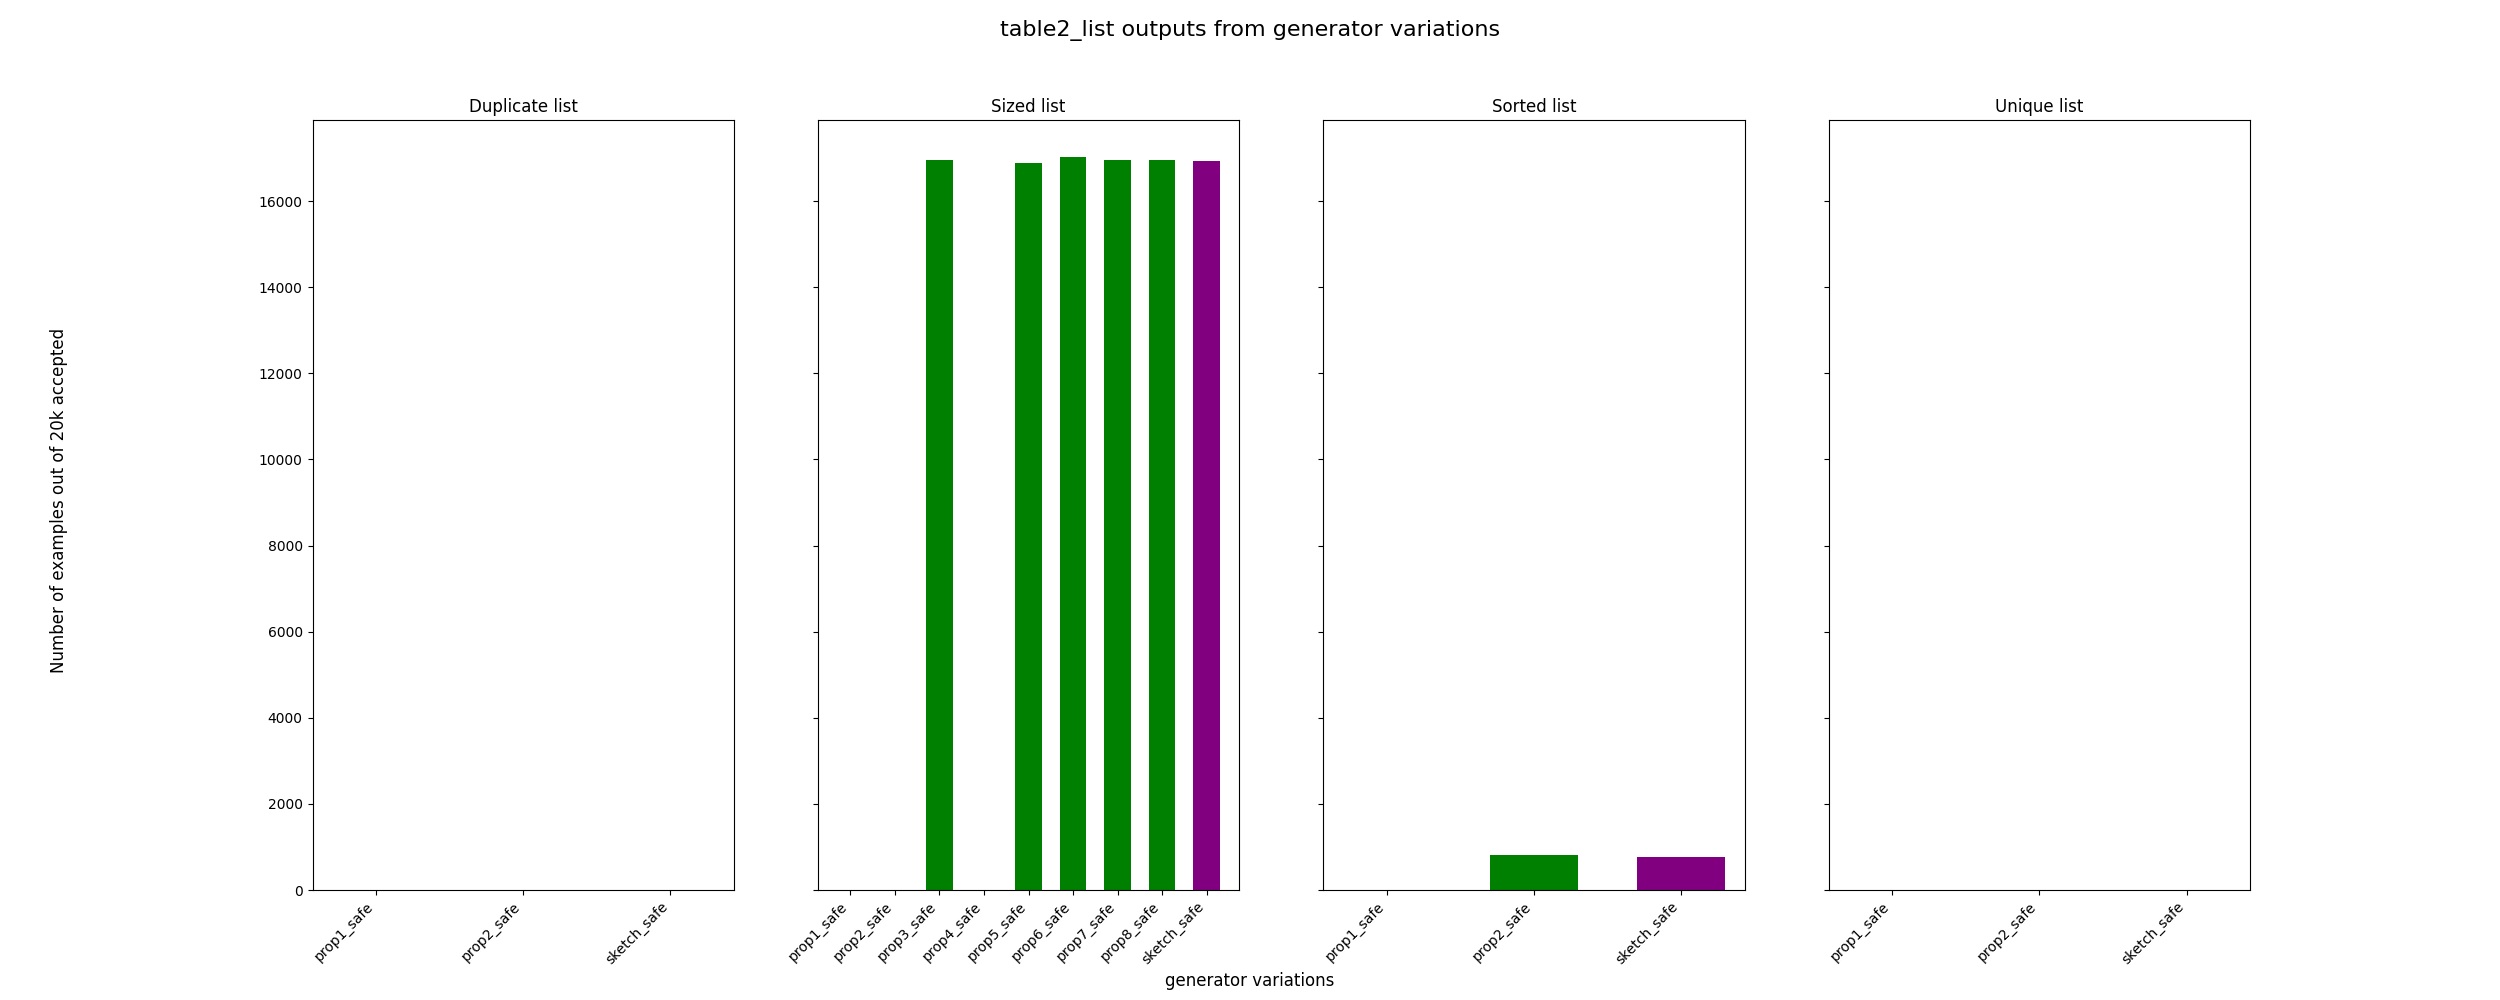 table2_list outputs from generator variations
Duplicate list
Sized list
Sorted list
Unique list
Number of examples out of 20k accepted
16000
14000
12000
10000
8000
6000
4000
2000
0
prop1_safe
prop2_safe
sketch_safe
prop1_safe
prop2_safe
prop3_safe
prop4_safe
prop5_safe
prop6_safe
prop7_safe
prop8_safe
sketch_safe
prop1_safe
prop2_safe
sketch_safe
prop1_safe
prop2_safe
sketch_safe
generator variations